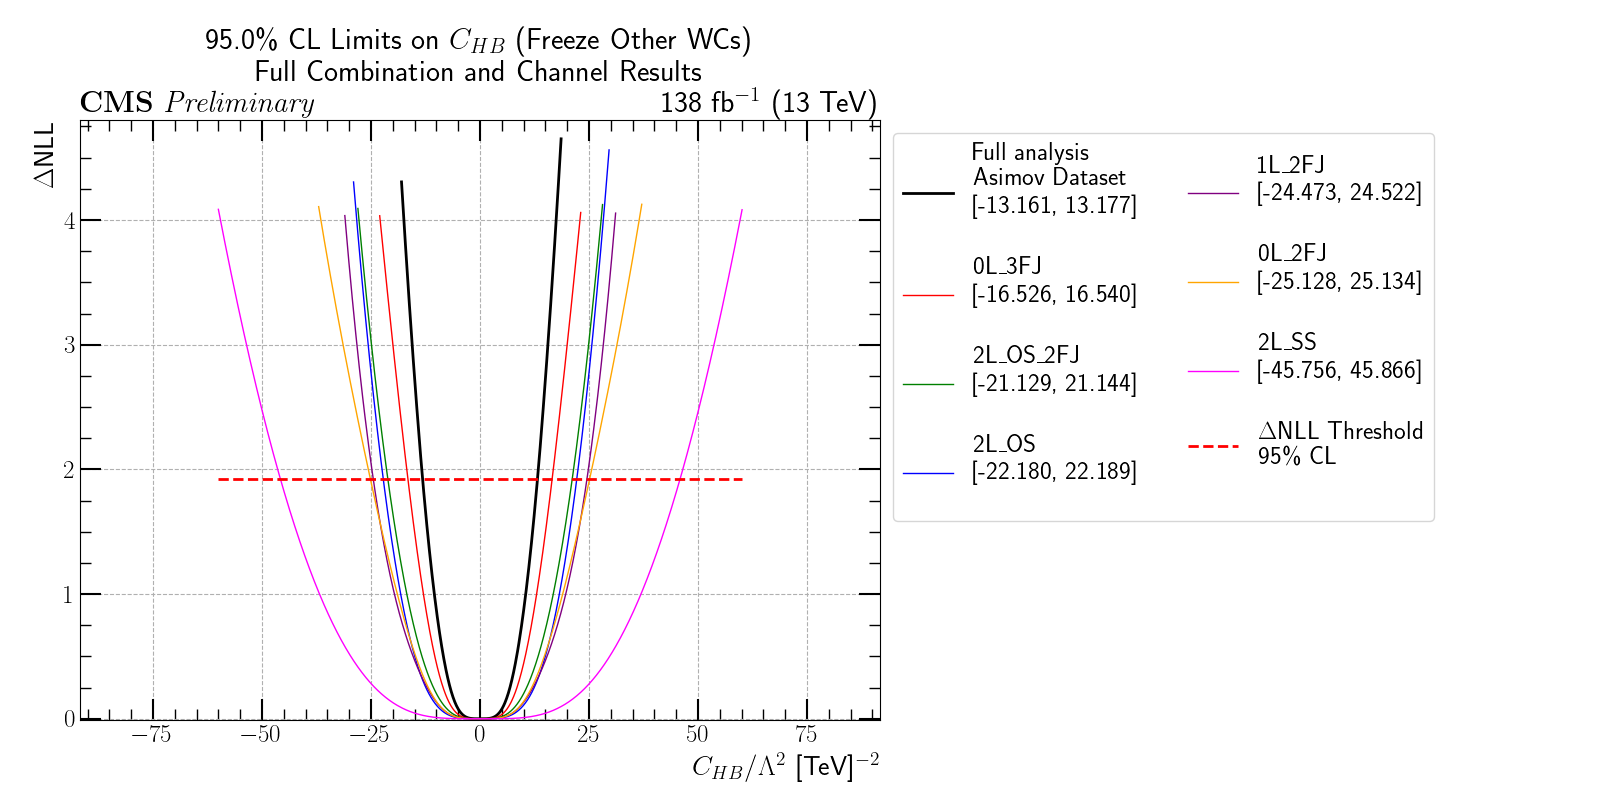 95.0% CL Limits on C_{HB} (Freeze Other WCs)
Full Combination and Channel Results
CMS Preliminary
138 fb^{-1} (13 TeV)
ΔNLL
4
3
2
1
0
−75
−50
−25
0
25
50
75
C_{HB}/Λ^2 [TeV]^{−2}
Full analysis
Asimov Dataset
[-13.161, 13.177]
0L_3FJ
[-16.526, 16.540]
2L_OS_2FJ
[-21.129, 21.144]
2L_OS
[-22.180, 22.189]
1L_2FJ
[-24.473, 24.522]
0L_2FJ
[-25.128, 25.134]
2L_SS
[-45.756, 45.866]
ΔNLL Threshold
95% CL